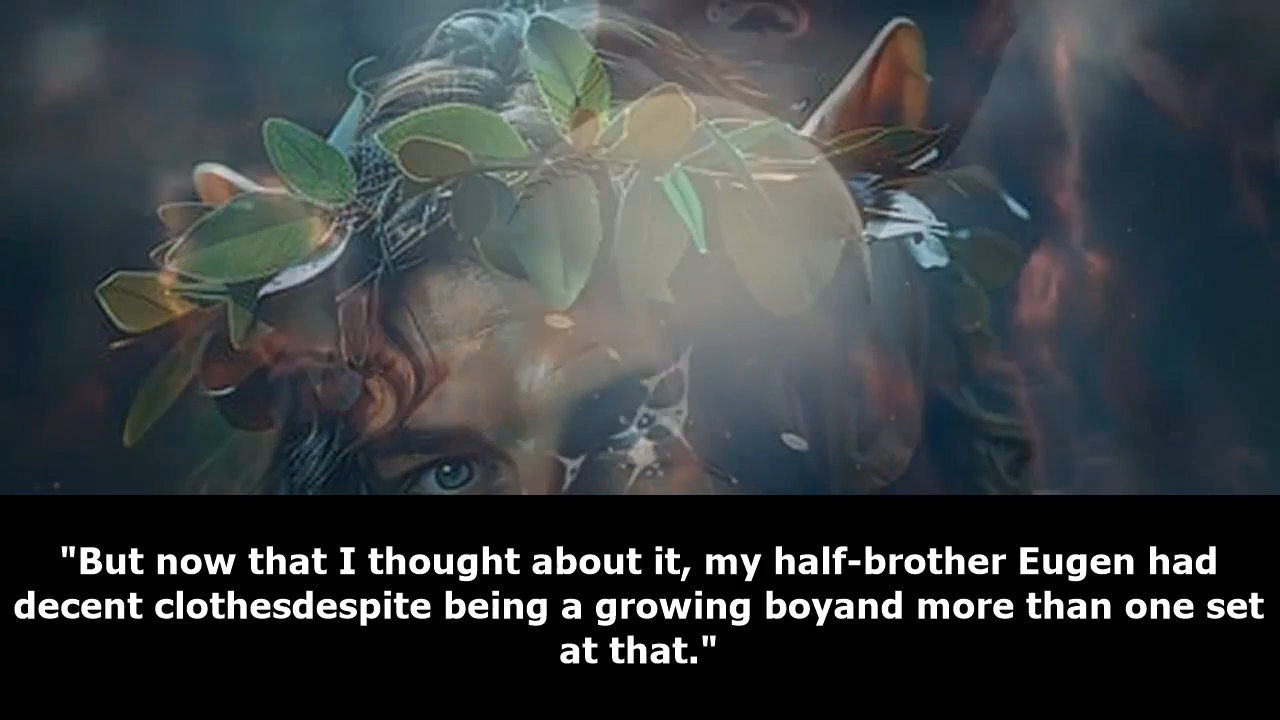 "But now that I thought about it, my half-brother Eugen had
decent clothesdespite being a growing boyand more than one set
at that."